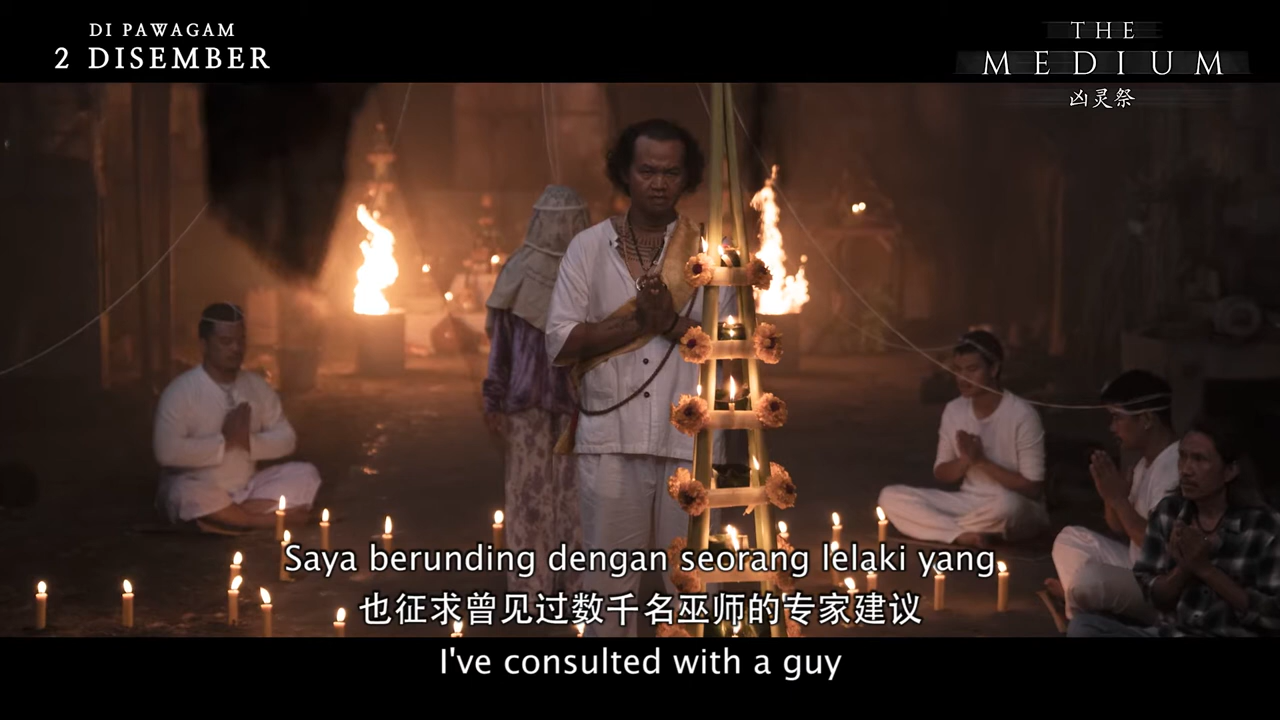 DI PAWAGAM
2 DISEMBER
THE
MEDIUM
凶灵祭
Saya berunding dengan seorang lelaki yang
也征求曾见过数千名巫师的专家建议
I've consulted with a guy